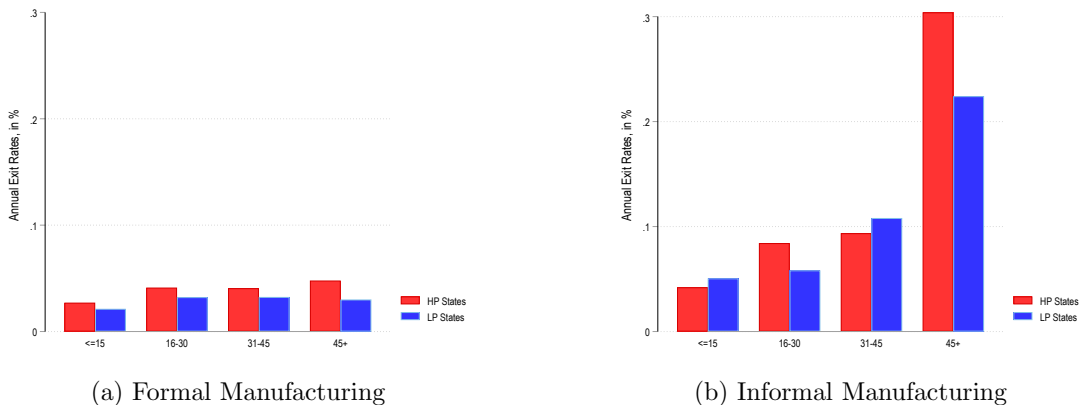 Annual Exit Rates, in %
.3
.2
.1
0
<=15
16-30
31-45
45+
HP States
LP States
(a) Formal Manufacturing
Annual Exit Rates, in %
.3
.2
.1
0
<=15
16-30
31-45
45+
HP States
LP States
(b) Informal Manufacturing